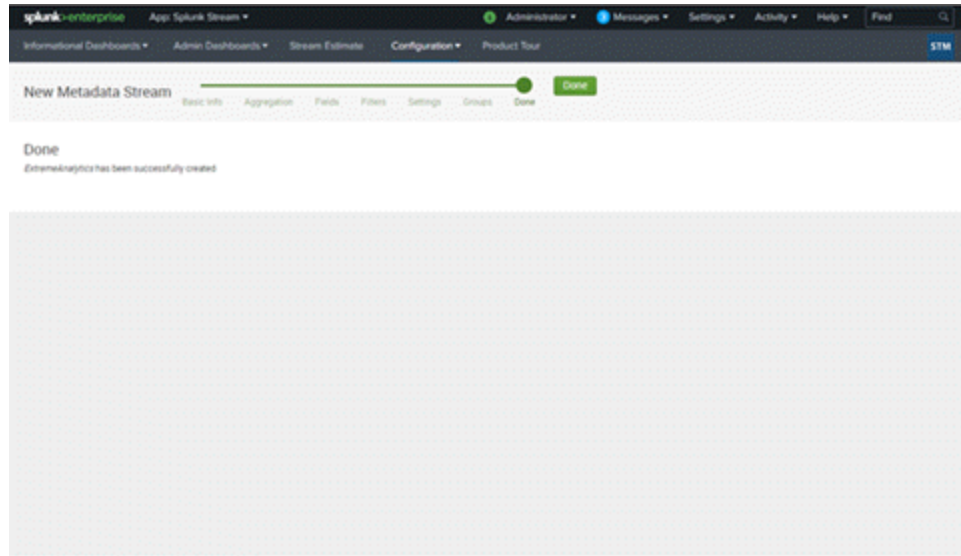 splunk>enterprise App: Splunk Stream ▾ Administrator ▾ 3 Messages ▾ Settings ▾ Activity ▾ Help ▾ Find
Informational Dashboards ▾ Admin Dashboards ▾ Stream Estimate Configuration ▾ Product Tour STM
New Metadata Stream Done
Basic Info Aggregation Fields Filters Settings Groups Done
Done
ExtremeAnalytics has been successfully created